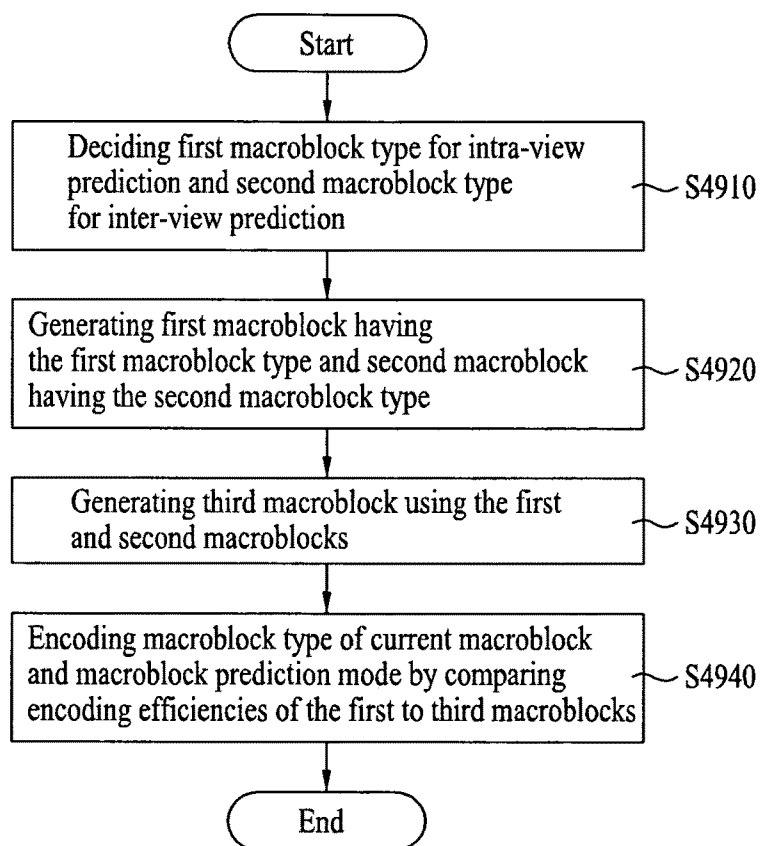 Start
Deciding first macroblock type for intra-view
prediction and second macroblock type
for inter-view prediction
S4910
Generating first macroblock having
the first macroblock type and second macroblock
having the second macroblock type
S4920
Generating third macroblock using the first
and second macroblocks
S4930
Encoding macroblock type of current macroblock
and macroblock prediction mode by comparing
encoding efficiencies of the first to third macroblocks
S4940
End